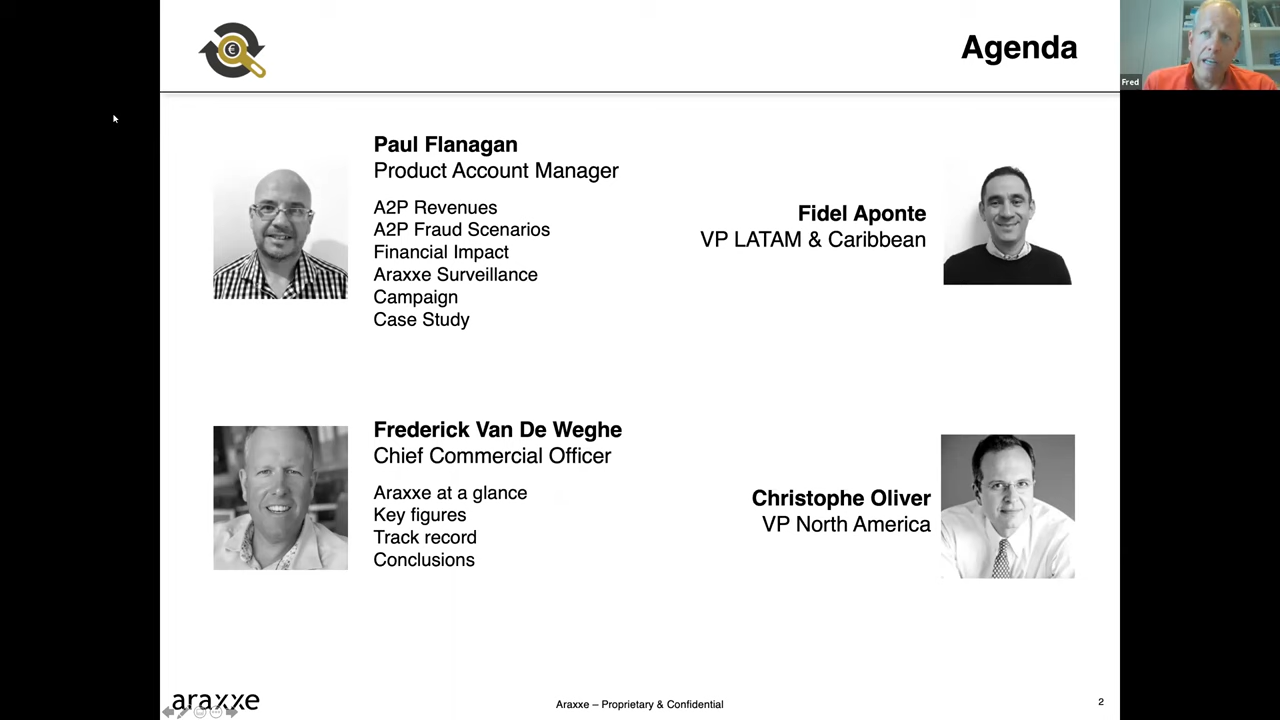 Agenda
Fred
Paul Flanagan
Product Account Manager
A2P Revenues
A2P Fraud Scenarios
Financial Impact
Araxxe Surveillance
Campaign
Case Study
Fidel Aponte
VP LATAM & Caribbean
Frederick Van De Weghe
Chief Commercial Officer
Araxxe at a glance
Key figures
Track record
Conclusions
Christophe Oliver
VP North America
araxxe
Araxxe – Proprietary & Confidential
2